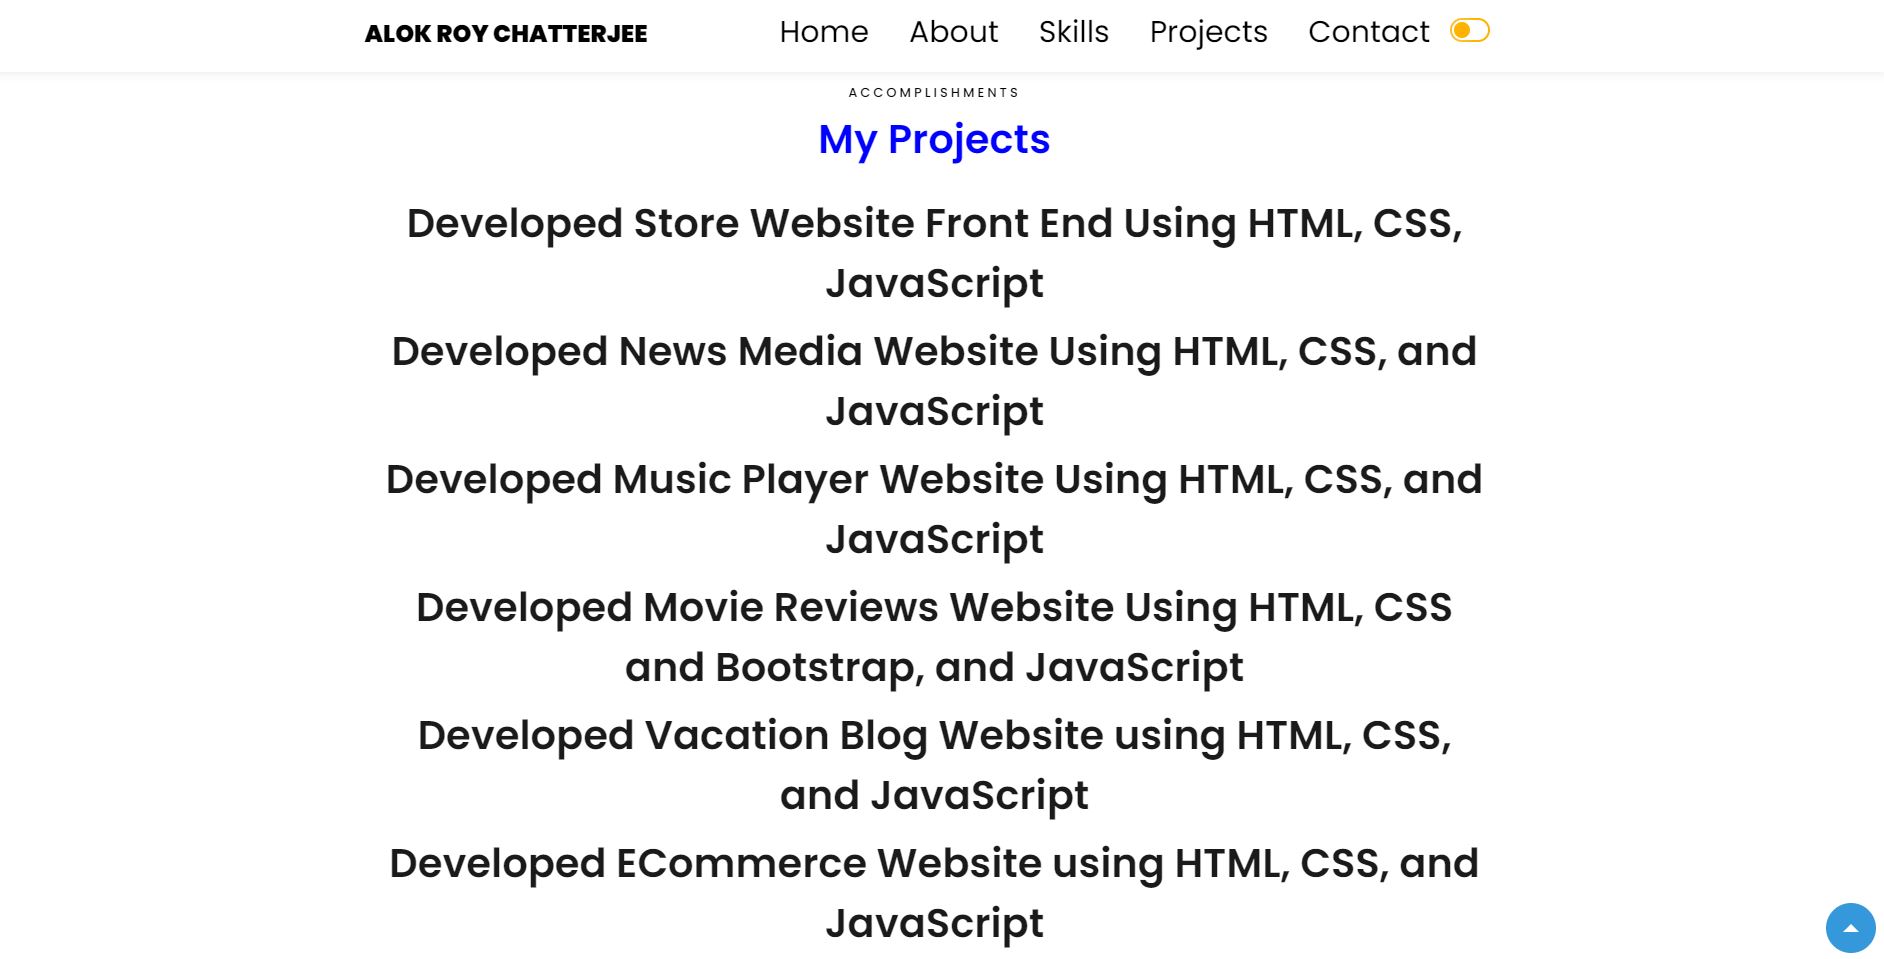 ALOK ROY CHATTERJEE
Home About Skills Projects Contact
ACCOMPLISHMENTS
My Projects
Developed Store Website Front End Using HTML, CSS,
JavaScript
Developed News Media Website Using HTML, CSS, and
JavaScript
Developed Music Player Website Using HTML, CSS, and
JavaScript
Developed Movie Reviews Website Using HTML, CSS
and Bootstrap, and JavaScript
Developed Vacation Blog Website using HTML, CSS,
and JavaScript
Developed ECommerce Website using HTML, CSS, and
JavaScript